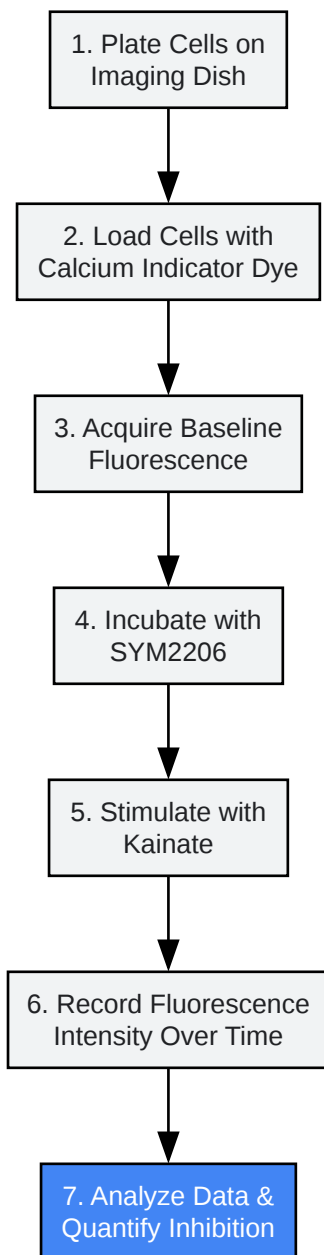 1. Plate Cells on
Imaging Dish
2. Load Cells with
Calcium Indicator Dye
3. Acquire Baseline
Fluorescence
4. Incubate with
SYM2206
5. Stimulate with
Kainate
6. Record Fluorescence
Intensity Over Time
7. Analyze Data &
Quantify Inhibition